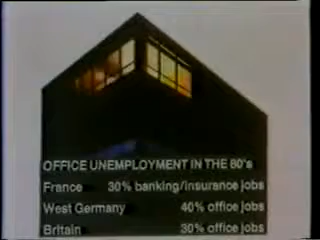 OFFICE UNEMPLOYMENT IN THE 80's
France 30% banking/insurance jobs
West Germany 40% office jobs
Britain 30% office jobs